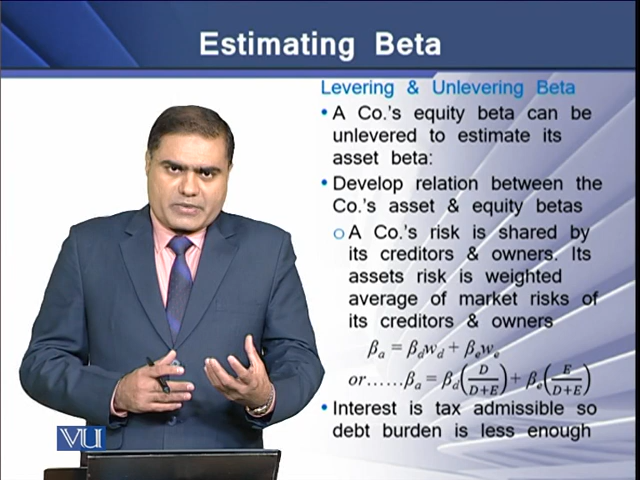 Estimating Beta
Levering & Unlevering Beta
• A Co.'s equity beta can be
unlevered to estimate its
asset beta:
• Develop relation between the
Co.'s asset & equity betas
o A Co.'s risk is shared by
its creditors & owners. Its
assets risk is weighted
average of market risks of
its creditors & owners
βₐ = β_d w_d + βₑwₑ
or......βₐ = β_d(D/(D+E)) + βₑ(E/(D+E))
• Interest is tax admissible so
debt burden is less enough
VU